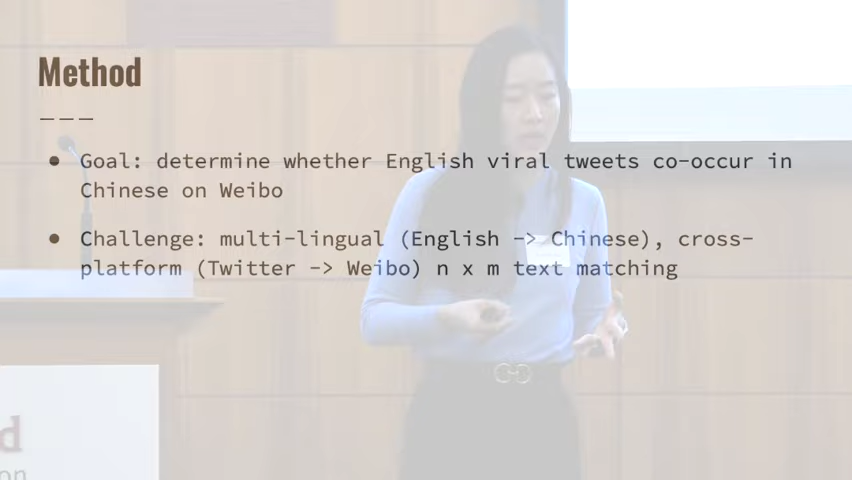 Method
– – –
● Goal: determine whether English viral tweets co-occur in
Chinese on Weibo
● Challenge: multi-lingual (English -> Chinese), cross-
platform (Twitter -> Weibo) n x m text matching
d
on